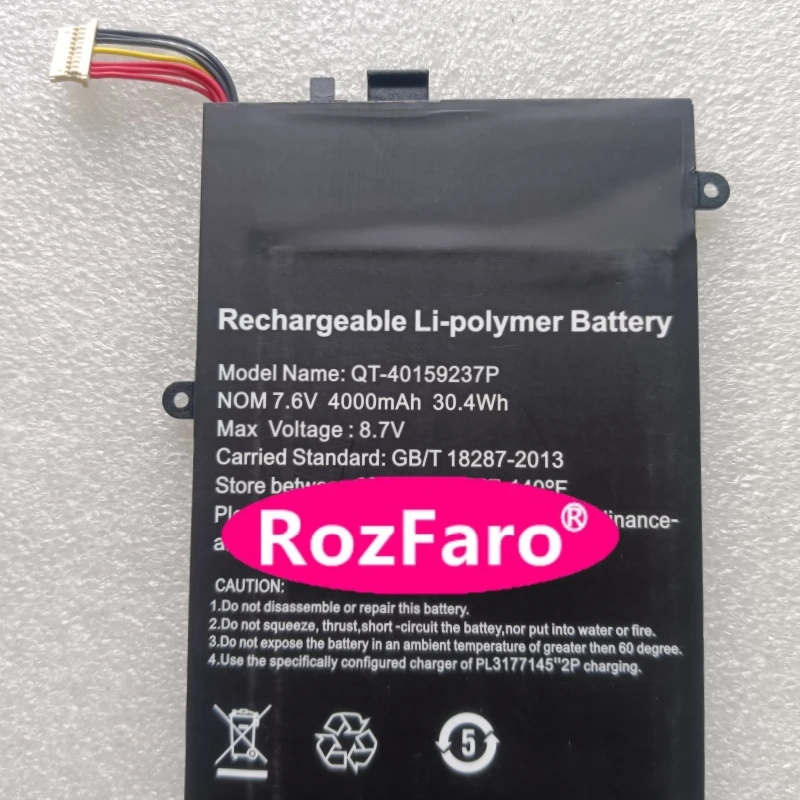 Rechargeable Li-polymer Battery
Model Name: QT-40159237P
NOM 7.6V 4000mAh 30.4Wh
Max Voltage : 8.7V
Carried Standard: GB/T 18287-2013
Store 140ºF
RozFaro®
CAUTION:
1.Do not disassemble or repair this battery.
2.Do not squeeze, thrust,short -circuit the battey,nor put into water or fire.
3.Do not expose the battery in an ambient temperature of greater then 60 degree.
4.Use the specifically configured charger of PL3177145"2P charging.
5